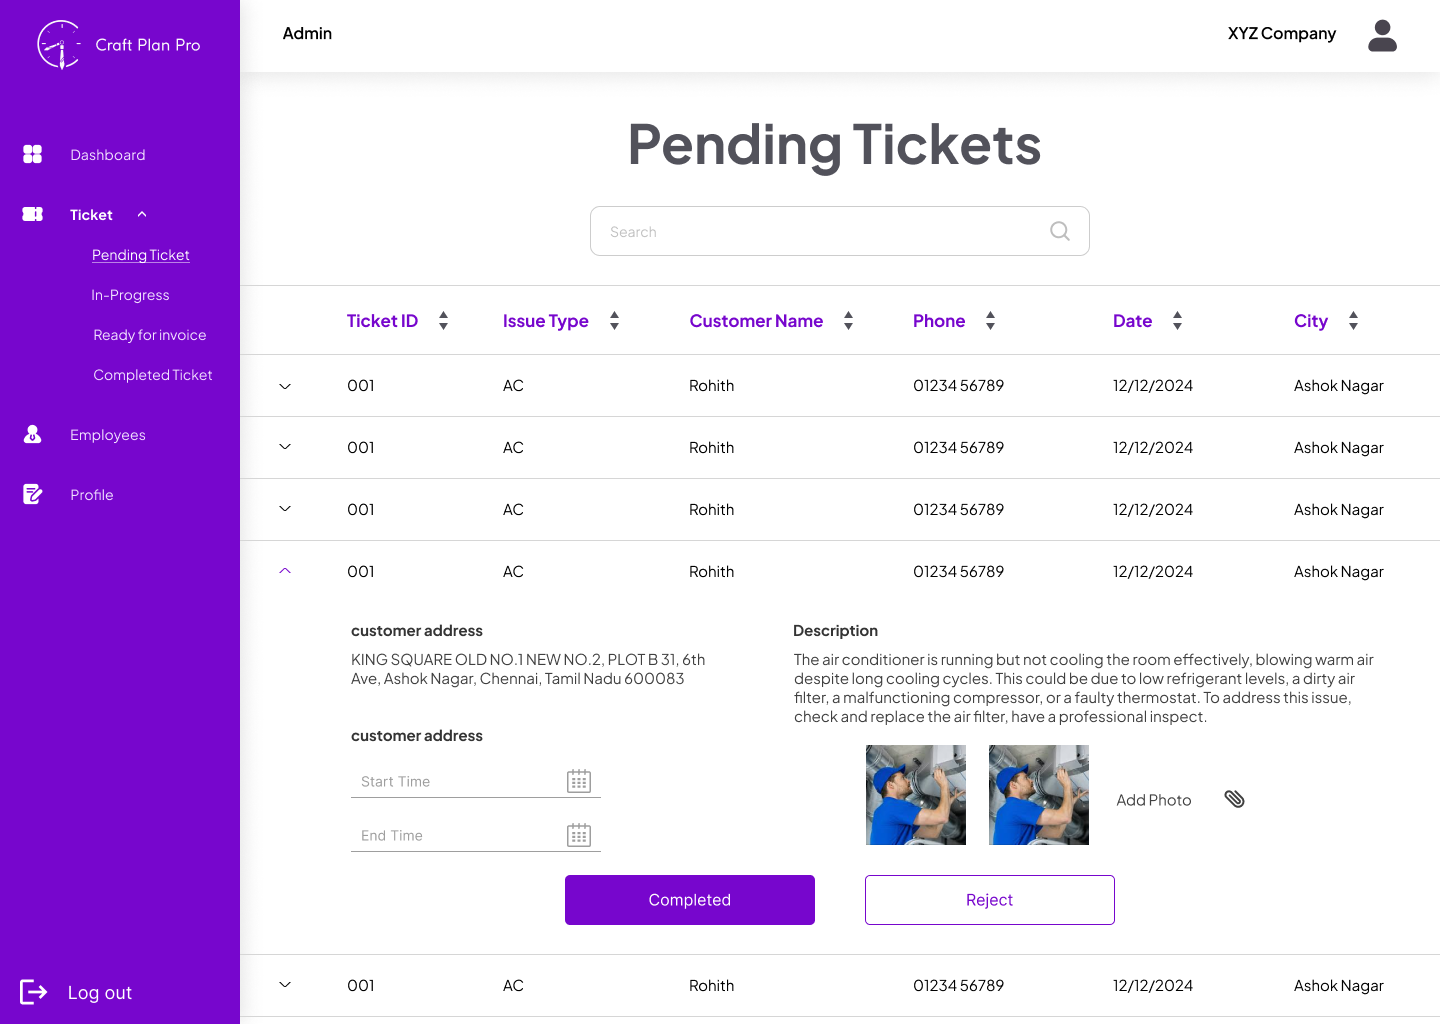 Craft Plan Pro
Admin
XYZ Company
Dashboard
Ticket
Pending Ticket
In-Progress
Ready for invoice
Completed Ticket
Employees
Profile
Log out
Pending Tickets
Search
Ticket ID Issue Type Customer Name Phone Date City
001 AC Rohith 01234 56789 12/12/2024 Ashok Nagar
001 AC Rohith 01234 56789 12/12/2024 Ashok Nagar
001 AC Rohith 01234 56789 12/12/2024 Ashok Nagar
001 AC Rohith 01234 56789 12/12/2024 Ashok Nagar
customer address
KING SQUARE OLD NO.1 NEW NO.2, PLOT B 31, 6th
Ave, Ashok Nagar, Chennai, Tamil Nadu 600083
customer address
Start Time
End Time
Description
The air conditioner is running but not cooling the room effectively, blowing warm air
despite long cooling cycles. This could be due to low refrigerant levels, a dirty air
filter, a malfunctioning compressor, or a faulty thermostat. To address this issue,
check and replace the air filter, have a professional inspect.
Add Photo
Completed
Reject
001 AC Rohith 01234 56789 12/12/2024 Ashok Nagar